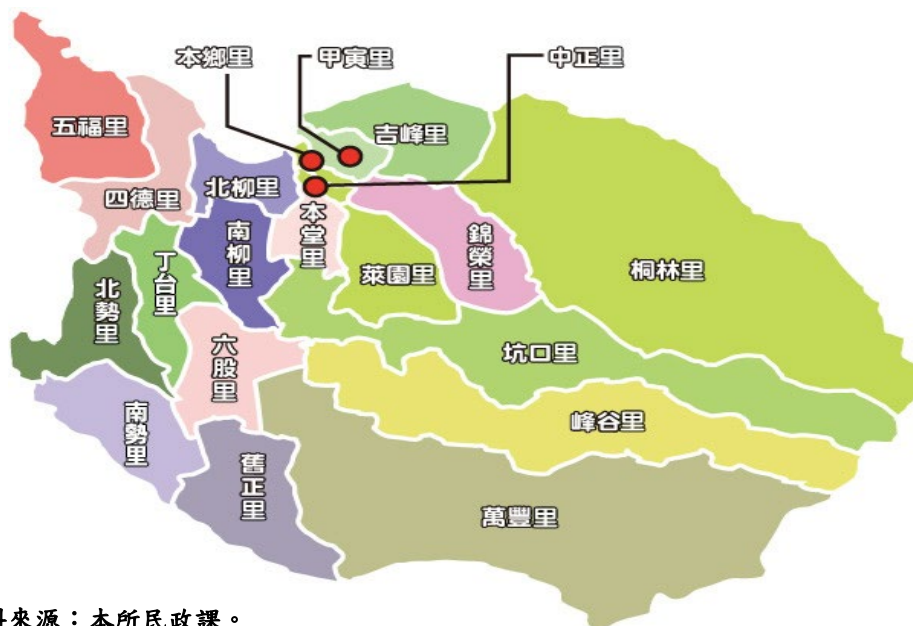 本鄉里
甲寅里
中正里
五福里
吉峰里
四德里
北柳里
本堂里
南柳里
錦榮里
萊園里
桐林里
丁台里
北勢里
六股里
坑口里
南勢里
峰谷里
舊正里
萬豐里
來源：本所民政課。